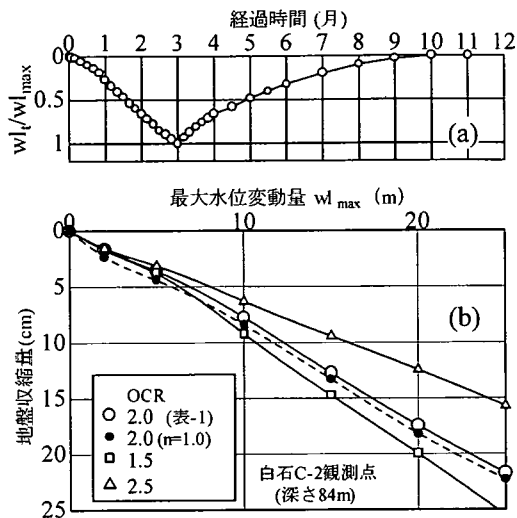 経過時間 (月)
0 1 2 3 4 5 6 7 8 9 10 11 12
wl_t/wl_max
0
0.5
1
(a)
最大水位変動量 wl max (m)
0 10 20
地盤収縮量(cm)
0
5
10
15
20
25
(b)
OCR
2.0 (表-1)
2.0 (n=1.0)
1.5
2.5
白石C-2観測点
(深さ84m)